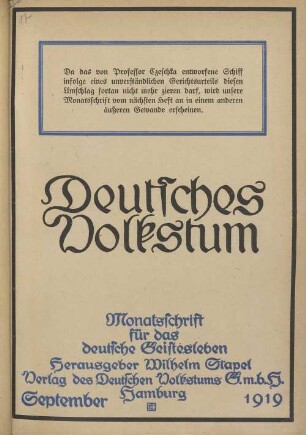 Da das von Professor Czeschka entworfene Schiff
infolge eines unverständlichen Gerichtsurteils diesen
Umschlag fortan nicht mehr zieren darf, wird unsere
Monatsschrift vom nächsten Heft an in einem anderen
äußeren Gewande erscheinen.
Deutsches
Volkstum
Monatsschrift
für das
deutsche Geistesleben
Herausgeber Wilhelm Stapel
Verlag des Deutschen Volkstums G.m.b.H.
Hamburg
September 1919